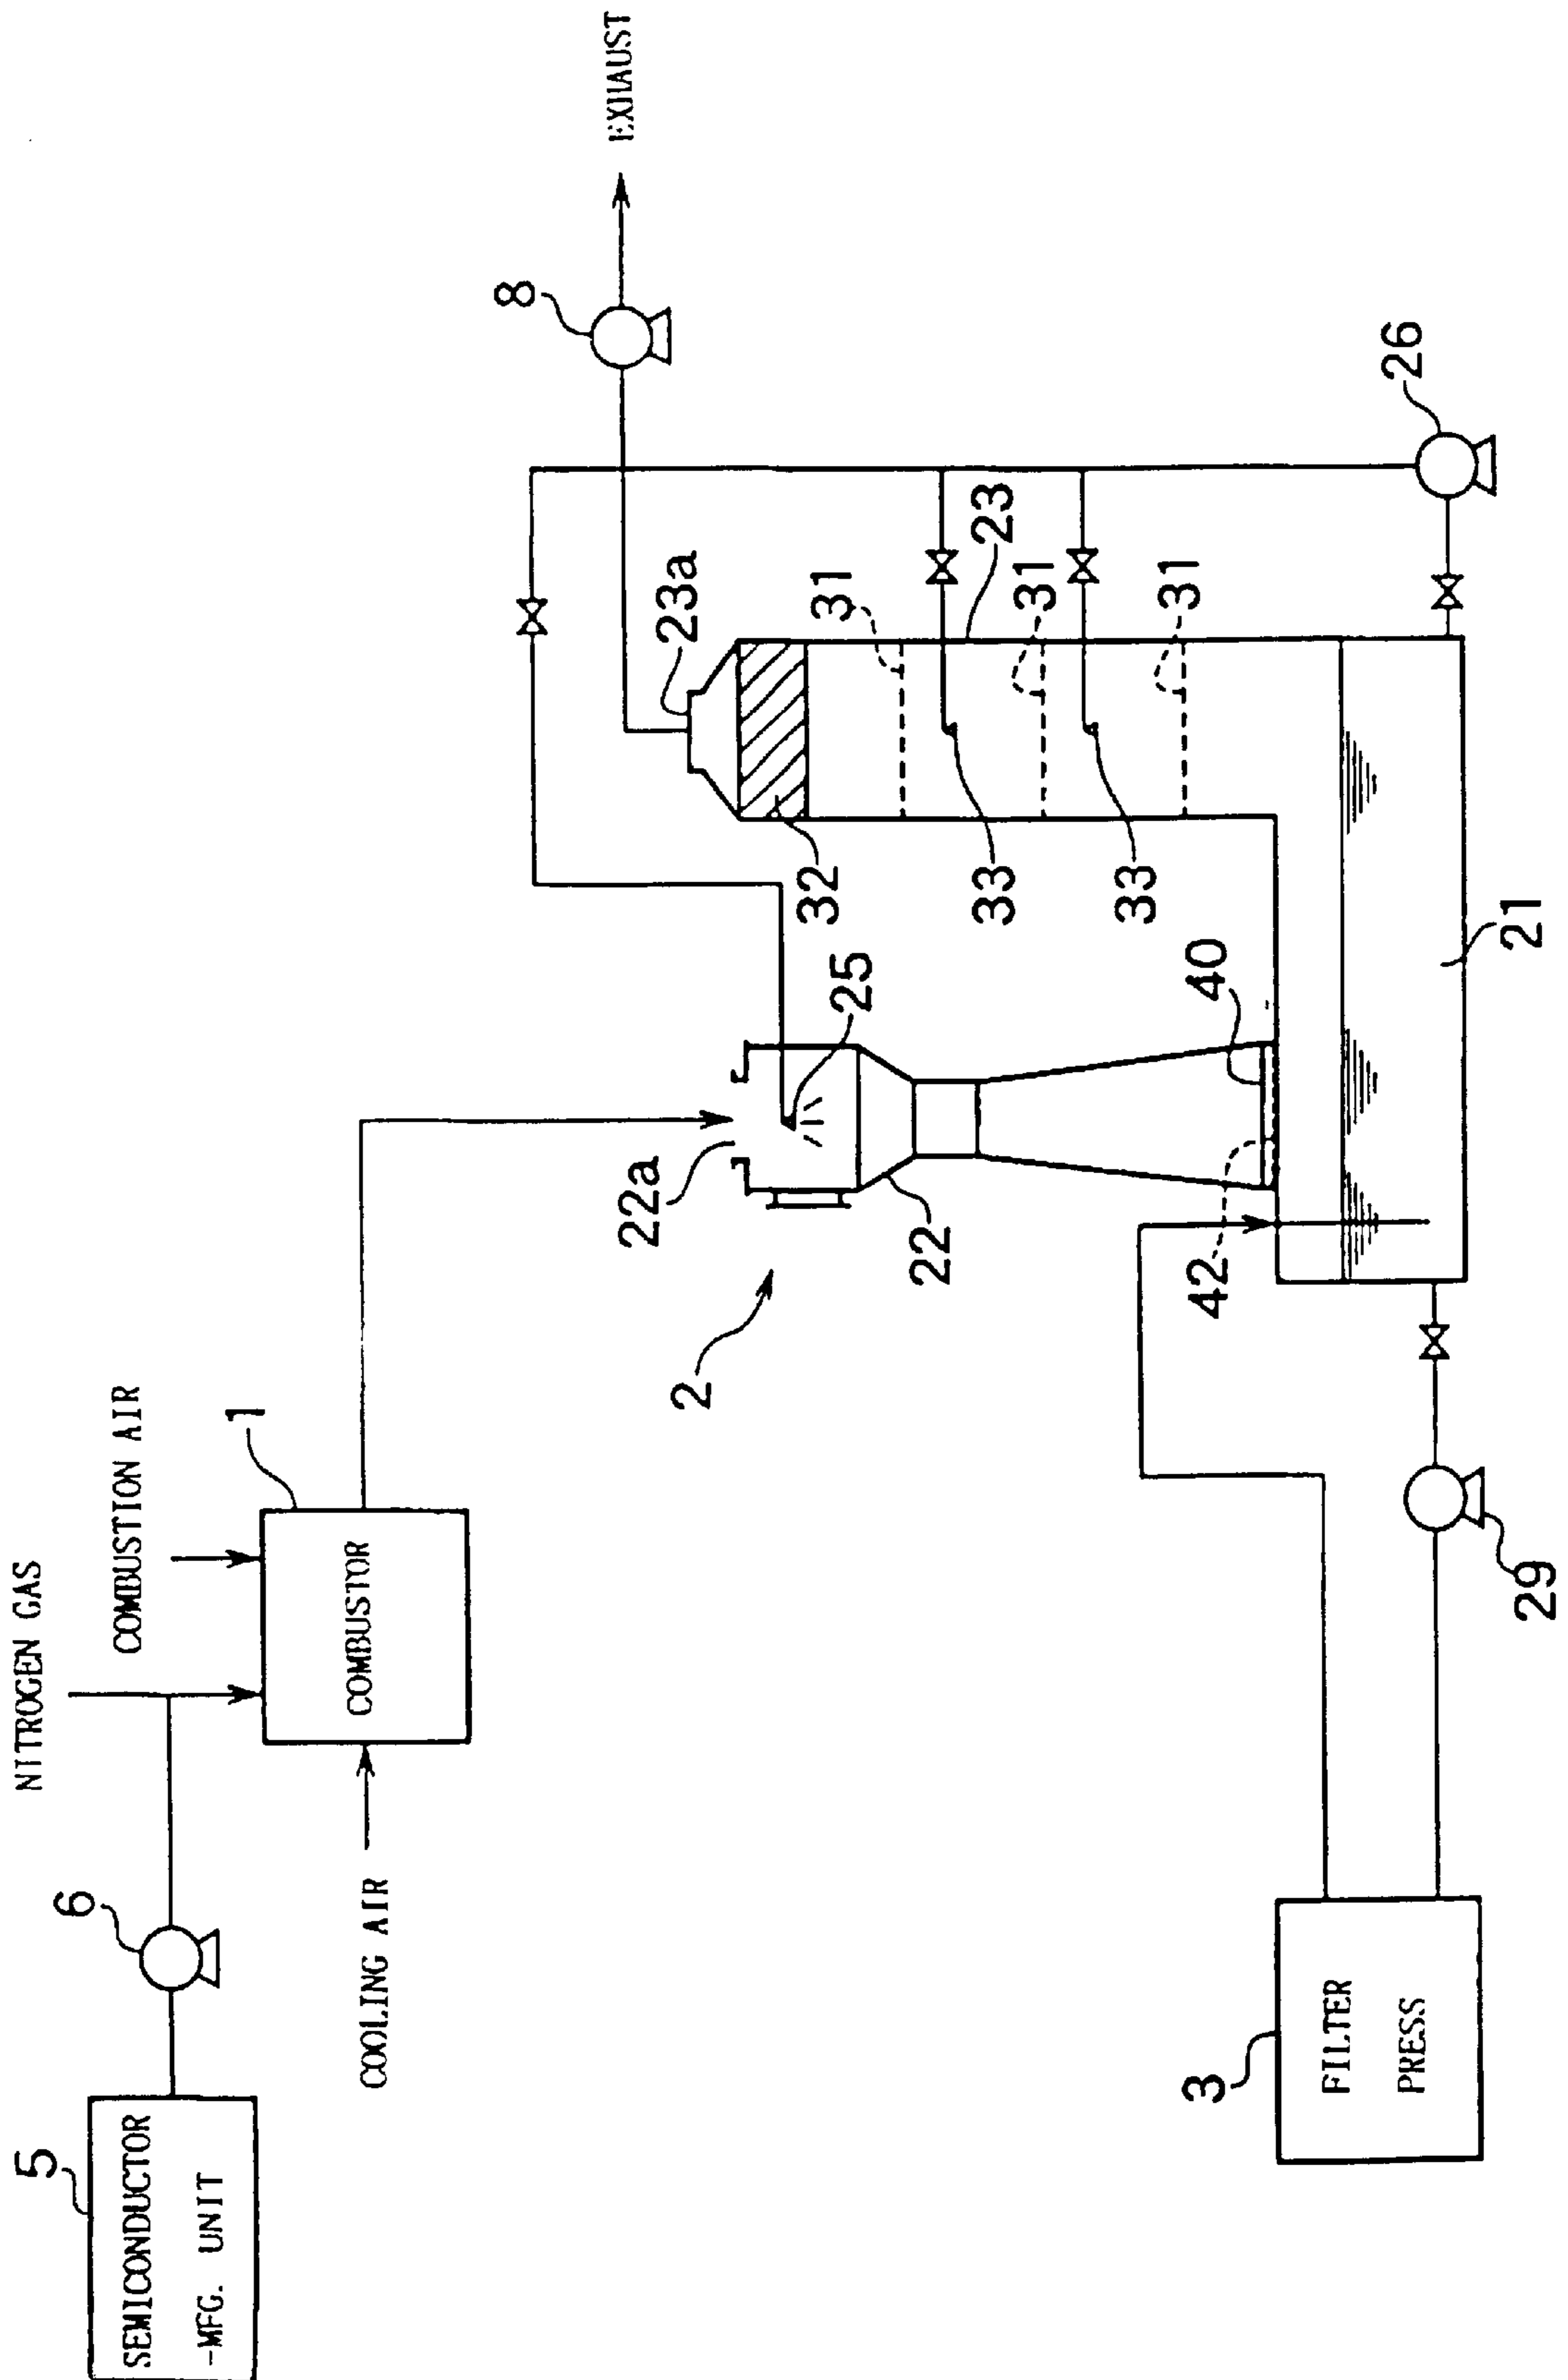 NITROGEN GAS
COMBUSTION AIR
5
SEMICONDUCTOR
-MFG. UNIT
6
1
COMBUSTOR
COOLING AIR
EXHAUST
8
2
22a
22
25
23a
32
31
31
31
23
33
33
26
40
42
21
3
FILTER
PRESS
29